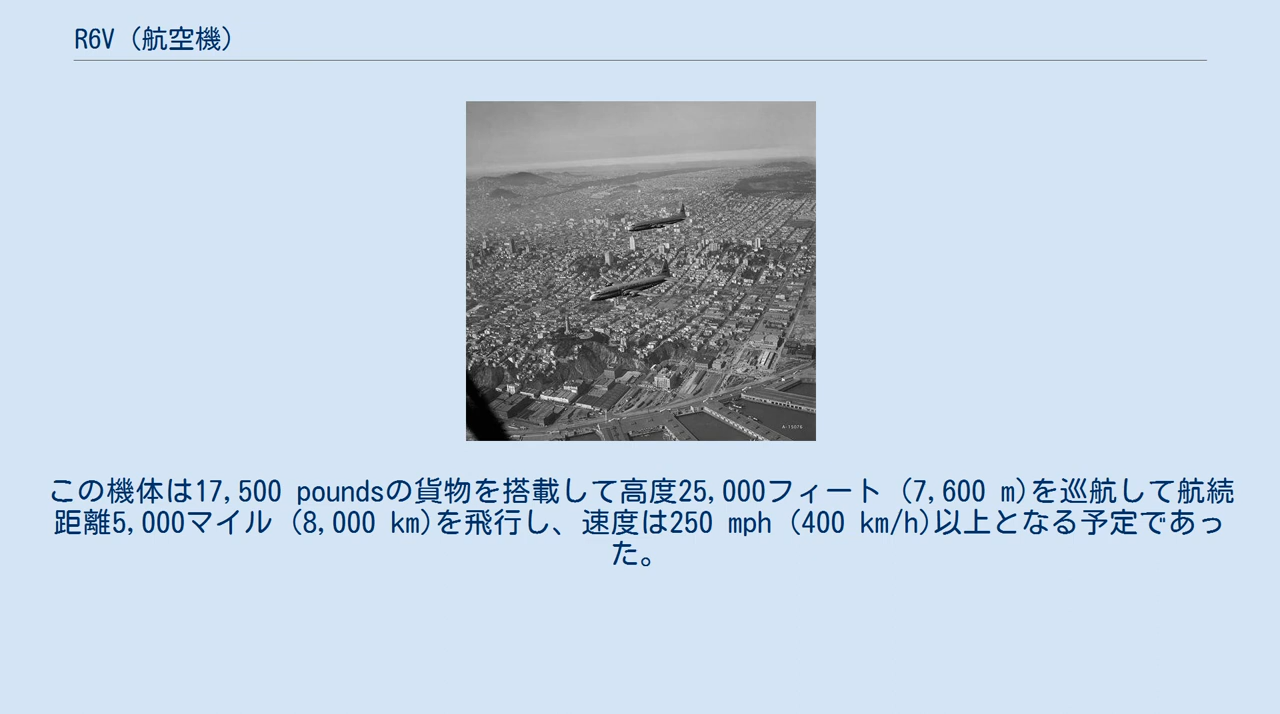 R6V (航空機)
A-15076
この機体は17,500 poundsの貨物を搭載して高度25,000フィート (7,600 m)を巡航して航続
距離5,000マイル (8,000 km)を飛行し、速度は250 mph (400 km/h)以上となる予定であっ
た。